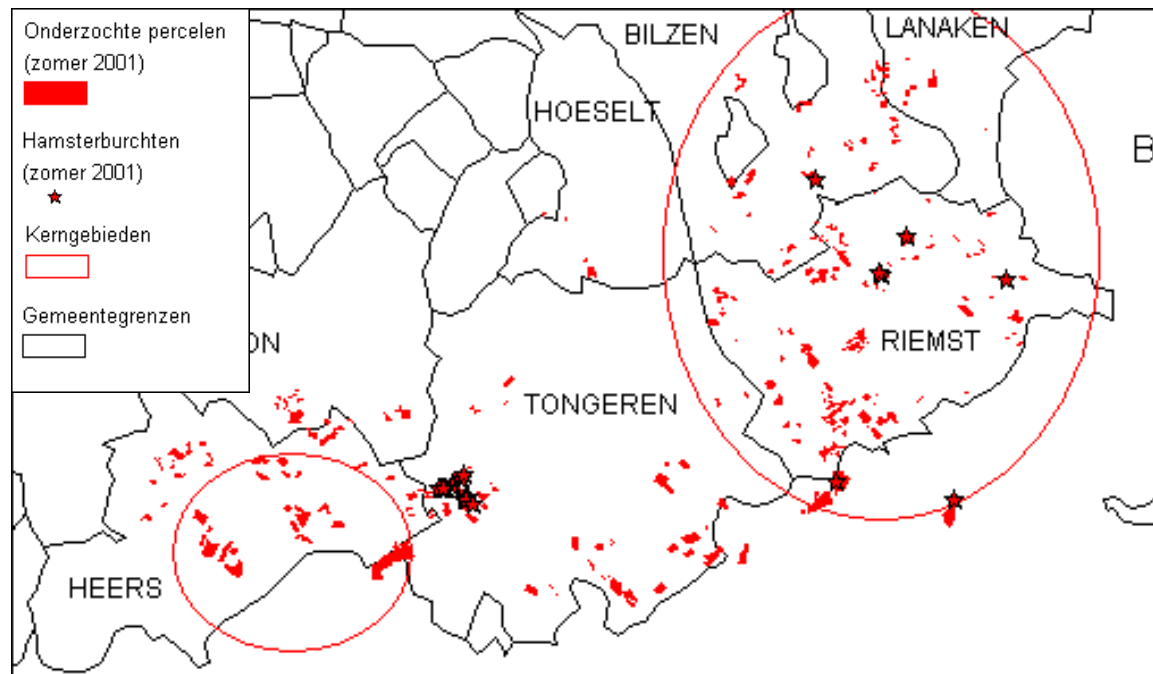 Onderzochte percelen
(zomer 2001)
Hamsterburchten
(zomer 2001)
Kerngebieden
Gemeentegrenzen
BILZEN
LANAKEN
HOESELT
B
ON
RIEMST
TONGEREN
HEERS